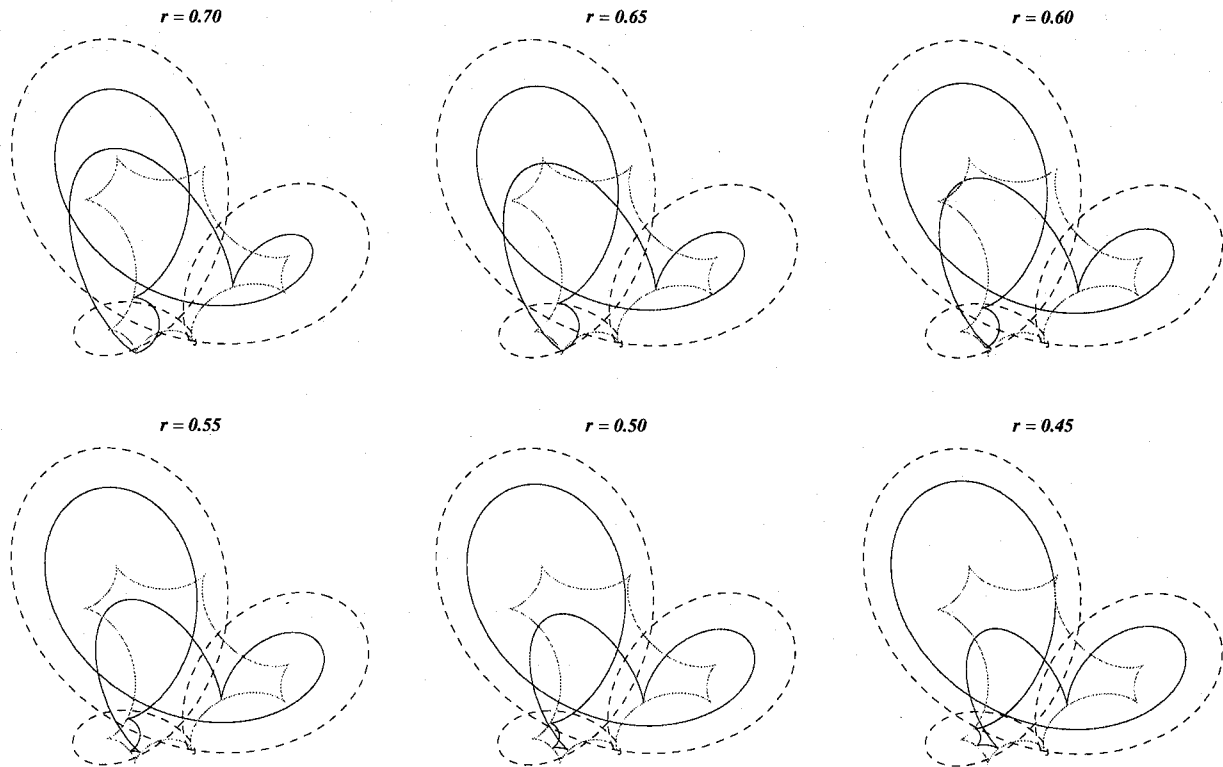 r = 0.70
r = 0.65
r = 0.60
r = 0.55
r = 0.50
r = 0.45